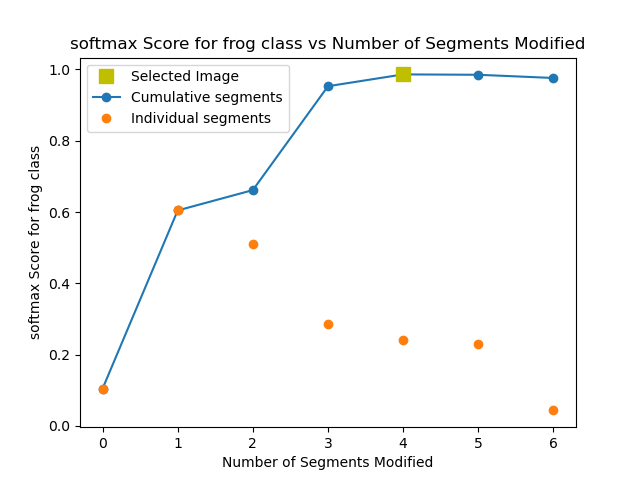 softmax Score for frog class vs Number of Segments Modified
Selected Image
Cumulative segments
Individual segments
softmax Score for frog class
1.0
0.8
0.6
0.4
0.2
0.0
0 1 2 3 4 5 6
Number of Segments Modified